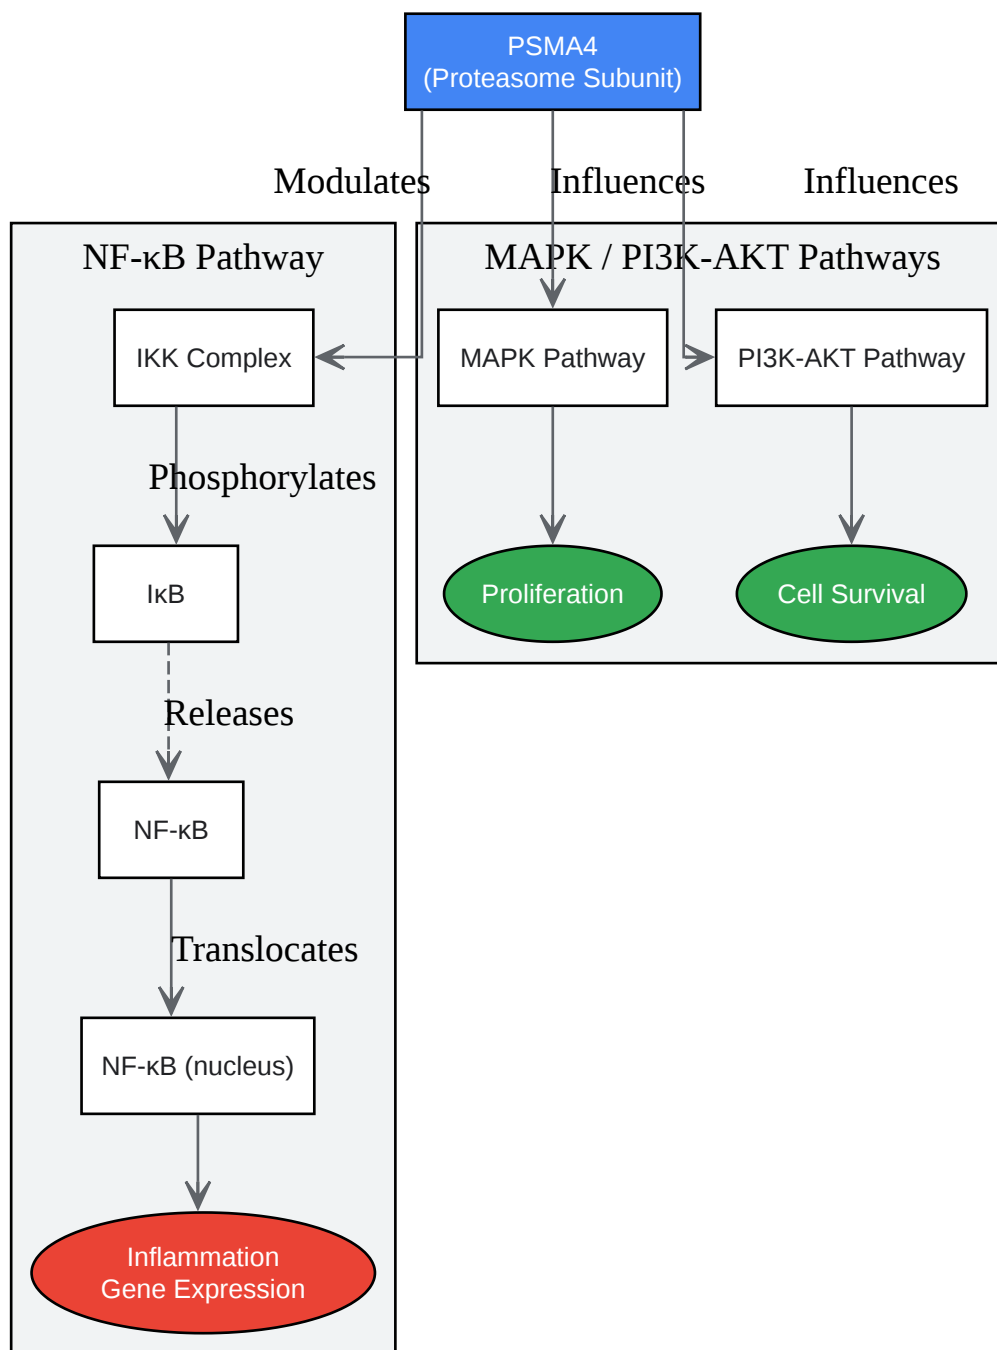 PSMA4
(Proteasome Subunit)
Modulates
Influences
Influences
NF-κB Pathway
MAPK / PI3K-AKT Pathways
IKK Complex
MAPK Pathway
PI3K-AKT Pathway
Phosphorylates
IκB
Proliferation
Cell Survival
Releases
NF-κB
Translocates
NF-κB (nucleus)
Inflammation
Gene Expression